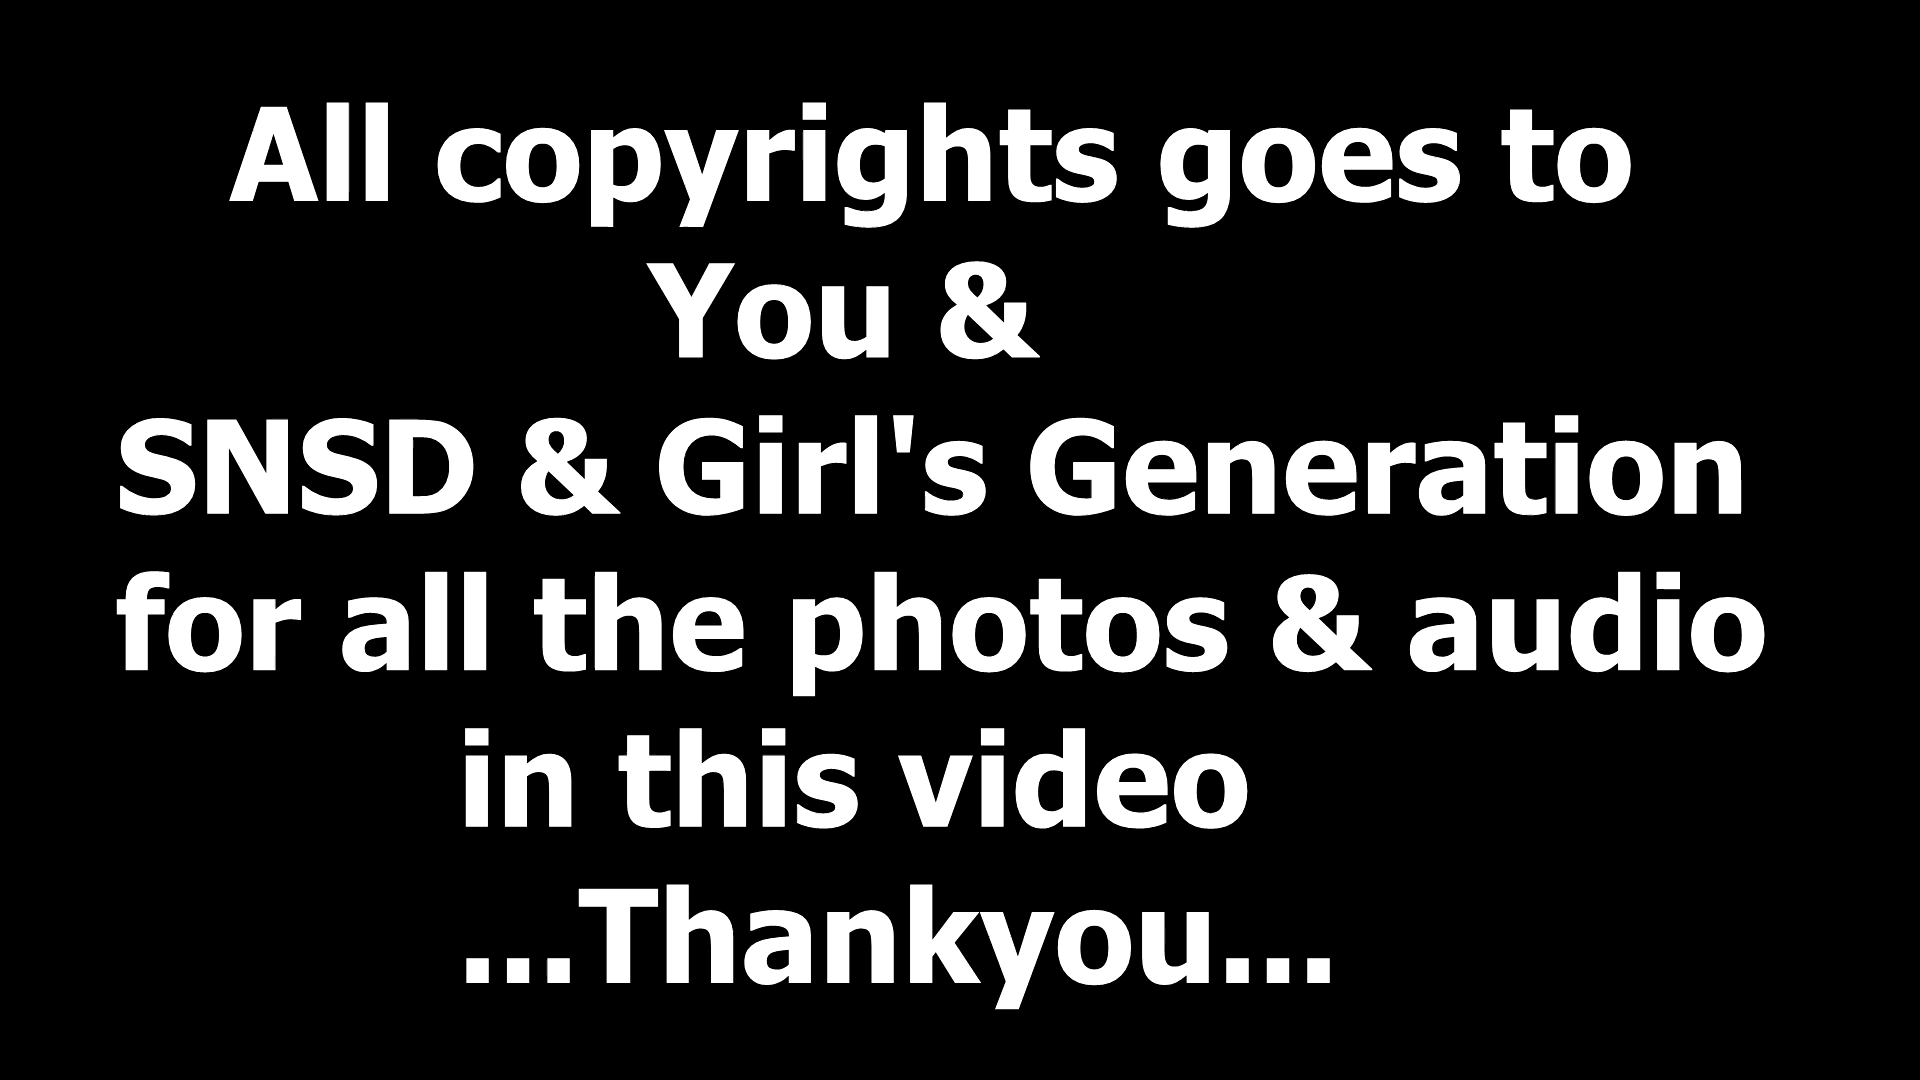 All copyrights goes to
You &
SNSD & Girl's Generation
for all the photos & audio
in this video
...Thankyou...